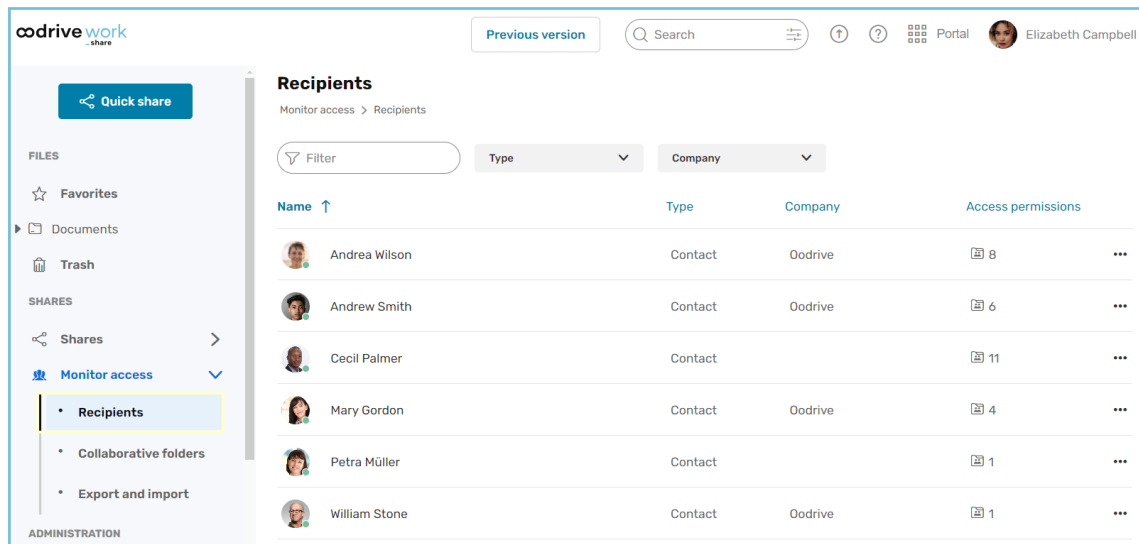 oodrive work
share
Previous version
Search
Portal
Elizabeth Campbell
Quick share
FILES
Favorites
Documents
Trash
SHARES
Shares
Monitor access
Recipients
Collaborative folders
Export and import
ADMINISTRATION
Recipients
Monitor access > Recipients
Filter
Type
Company
Name ↑ Type Company Access permissions
Andrea Wilson Contact Oodrive 8
Andrew Smith Contact Oodrive 6
Cecil Palmer Contact 11
Mary Gordon Contact Oodrive 4
Petra Müller Contact 1
William Stone Contact Oodrive 1